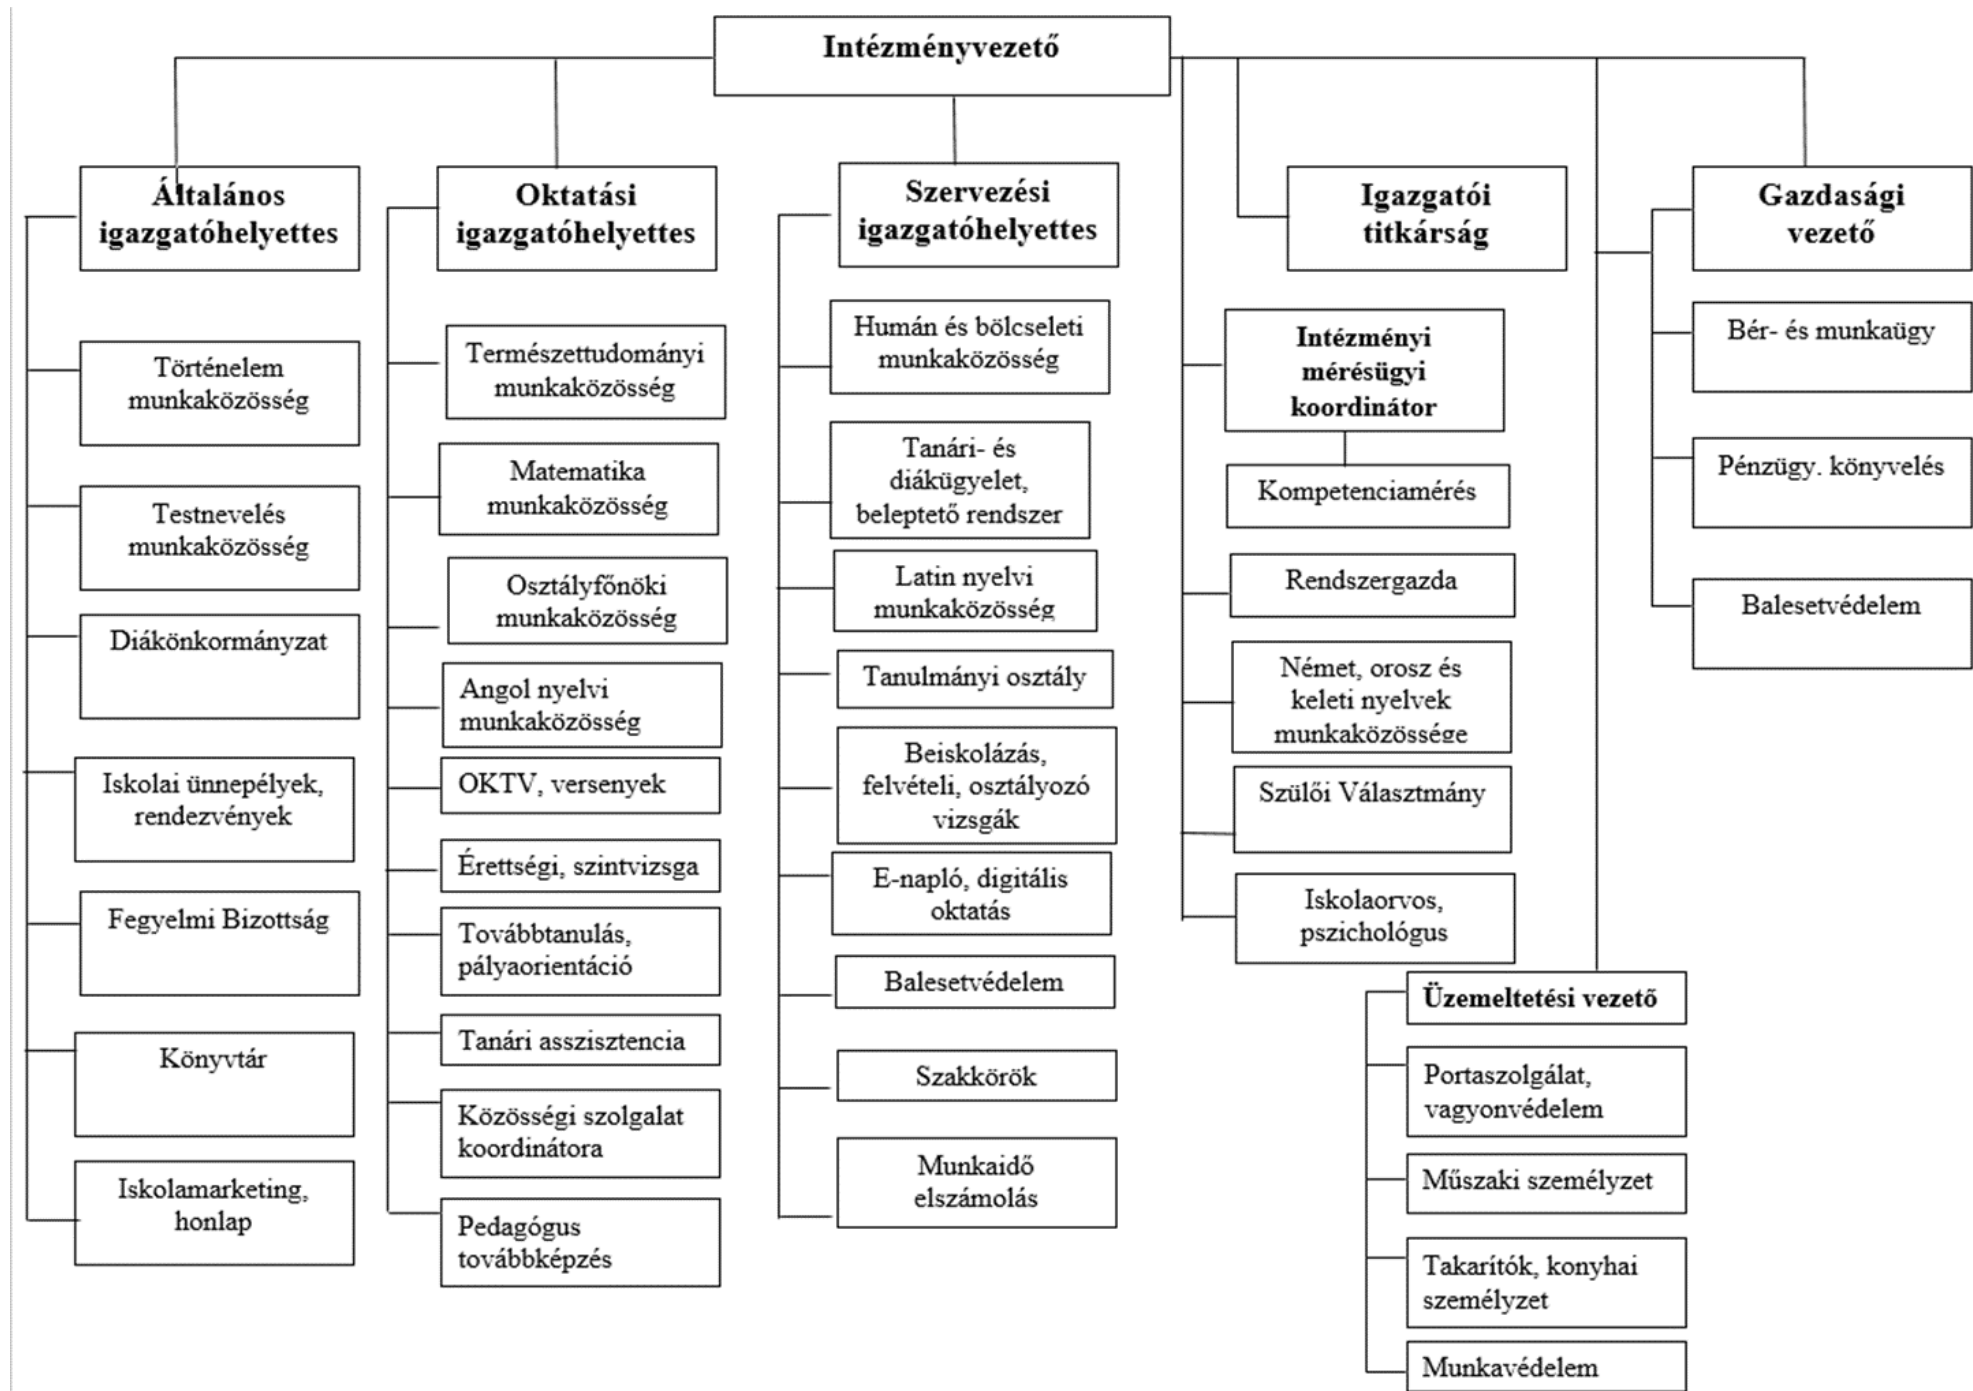 Intézményvezető
Általános
igazgatóhelyettes
Történelem
munkaközösség
Testnevelés
munkaközösség
Diákönkormányzat
Iskolai ünnepélyek,
rendezvények
Fegyelmi Bizottság
Könyvtár
Iskolamarketing,
honlap
Oktatási
igazgatóhelyettes
Természettudományi
munkaközösség
Matematika
munkaközösség
Osztályfőnöki
munkaközösség
Angol nyelvi
munkaközösség
OKTV, versenyek
Érettségi, szintvizsga
Továbbtanulás,
pályaorientáció
Tanári asszisztencia
Közösségi szolgalat
koordinátora
Pedagógus
továbbképzés
Szervezési
igazgatóhelyettes
Humán és bölcseleti
munkaközösség
Tanári- és
diákügyelet,
beleptető rendszer
Latin nyelvi
munkaközösség
Tanulmányi osztály
Beiskolázás,
felvételi, osztályozó
vizsgák
E-napló, digitális
oktatás
Balesetvédelem
Szakkörök
Munkaidő
elszámolás
Igazgatói
titkárság
Intézményi
mérésügyi
koordinátor
Kompetenciamérés
Rendszergazda
Német, orosz és
keleti nyelvek
munkaközössége
Szülői Választmány
Iskolaorvos,
pszichológus
Gazdasági
vezető
Bér- és munkaügy
Pénzügy. könyvelés
Balesetvédelem
Üzemeltetési vezető
Portaszolgálat,
vagyonvédelem
Műszaki személyzet
Takarítók, konyhai
személyzet
Munkavédelem